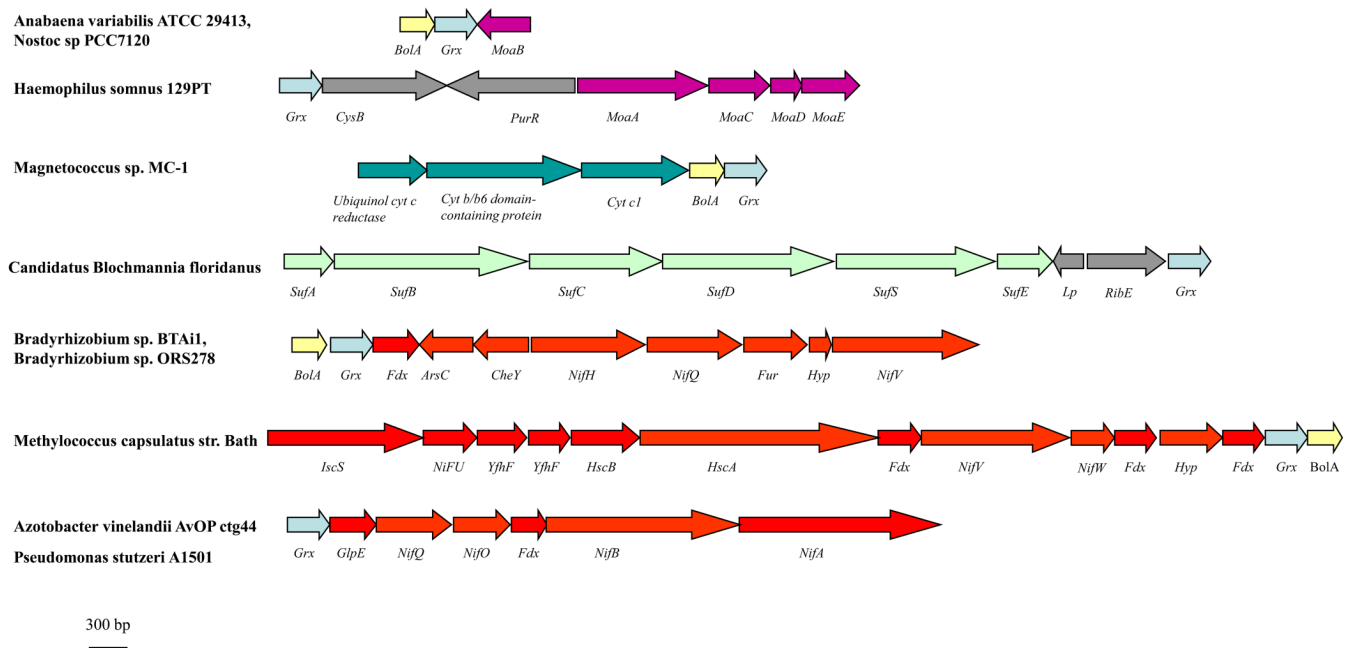 Anabaena variabilis ATCC 29413,
Nostoc sp PCC7120
BolA Grx MoaB
Haemophilus somnus 129PT
Grx CysB PurR MoaA MoaC MoaD MoaE
Magnetococcus sp. MC-1
Ubiquinol cyt c Cyt b/b6 domain- Cyt c1 BolA Grx
reductase containing protein
Candidatus Blochmannia floridanus
SufA SufB SufC SufD SufS SufE Lp RibE Grx
Bradyrhizobium sp. BTAi1,
Bradyrhizobium sp. ORS278
BolA Grx Fdx ArsC CheY NifH NifQ Fur Hyp NifV
Methylococcus capsulatus str. Bath
IscS NiFU YfhF YfhF HscB HscA Fdx NifV NifW Fdx Hyp Fdx Grx BolA
Azotobacter vinelandii AvOP ctg44
Pseudomonas stutzeri A1501
Grx GlpE NifQ NifO Fdx NifB NifA
300 bp